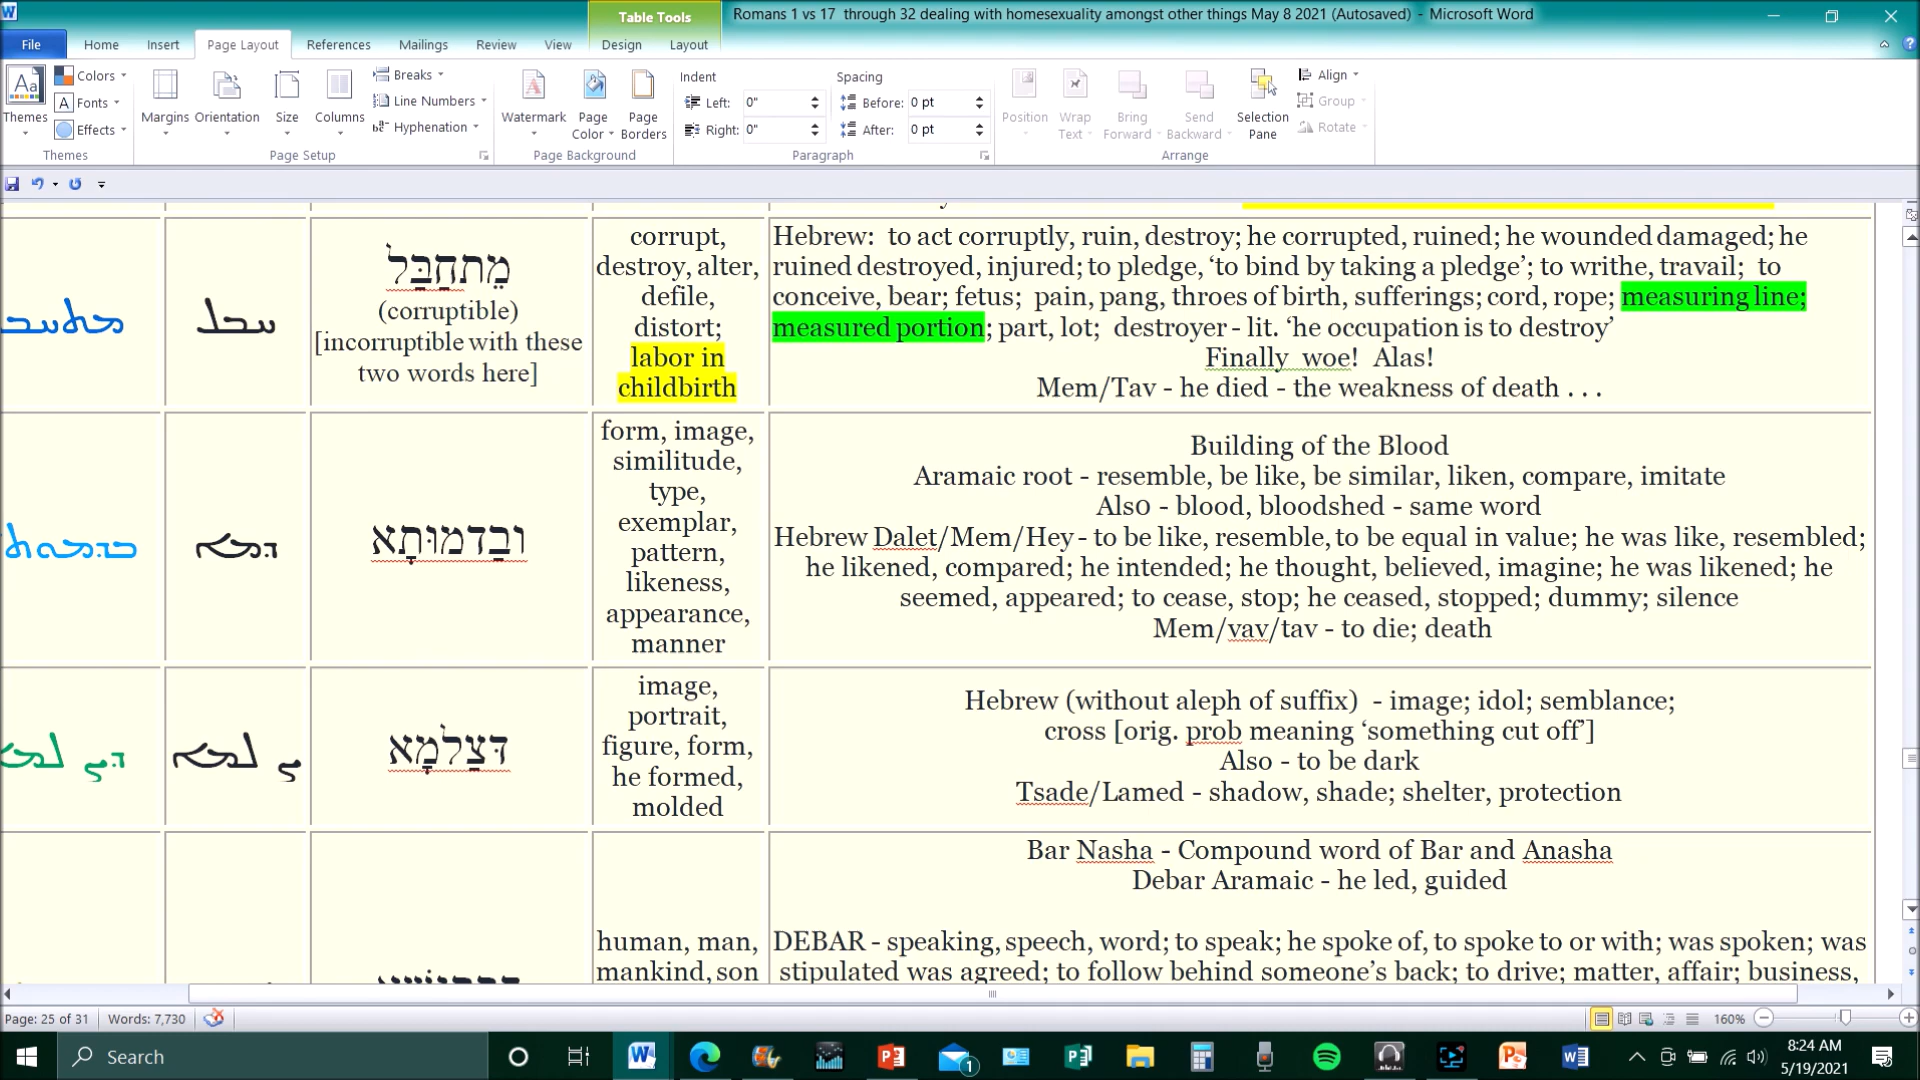 Table Tools
Romans 1 vs 17 through 32 dealing with homesexuality amongst other things May 8 2021 (Autosaved) - Microsoft Word
File Home Insert Page Layout References Mailings Review View Design Layout
Themes
Colors
Fonts
Effects
Themes
Margins Orientation Size Columns
Breaks
Line Numbers
Hyphenation
Page Setup
Watermark Page Color Page Borders
Page Background
Indent Spacing
Left: 0" Before: 0 pt
Right: 0" After: 0 pt
Paragraph
Position Wrap Text Bring Forward Send Backward Selection Pane
Align
Group
Rotate
Arrange
מֵתחַבַּל
(corruptible)
[incorruptible with these
two words here]
corrupt,
destroy, alter,
defile,
distort;
labor in
childbirth
Hebrew: to act corruptly, ruin, destroy; he corrupted, ruined; he wounded damaged; he
ruined destroyed, injured; to pledge, ‘to bind by taking a pledge’; to writhe, travail; to
conceive, bear; fetus; pain, pang, throes of birth, sufferings; cord, rope; measuring line;
measured portion; part, lot; destroyer - lit. ‘he occupation is to destroy’
Finally woe! Alas!
Mem/Tav - he died - the weakness of death . . .
ܕܡܐ
וּבַדמוּתָא
form, image,
similitude,
type,
exemplar,
pattern,
likeness,
appearance,
manner
Building of the Blood
Aramaic root - resemble, be like, be similar, liken, compare, imitate
Als0 - blood, bloodshed - same word
Hebrew Dalet/Mem/Hey - to be like, resemble, to be equal in value; he was like, resembled;
he likened, compared; he intended; he thought, believed, imagine; he was likened; he
seemed, appeared; to cease, stop; he ceased, stopped; dummy; silence
Mem/vav/tav - to die; death
דּצַלמָא
image,
portrait,
figure, form,
he formed,
molded
Hebrew (without aleph of suffix) - image; idol; semblance;
cross [orig. prob meaning ‘something cut off’]
Also - to be dark
Tsade/Lamed - shadow, shade; shelter, protection
human, man,
mankind, son
Bar Nasha - Compound word of Bar and Anasha
Debar Aramaic - he led, guided
DEBAR - speaking, speech, word; to speak; he spoke of, to spoke to or with; was spoken; was
stipulated was agreed; to follow behind someone’s back; to drive; matter, affair; business,
Page: 25 of 31 Words: 7,730 160%
Search
8:24 AM
5/19/2021